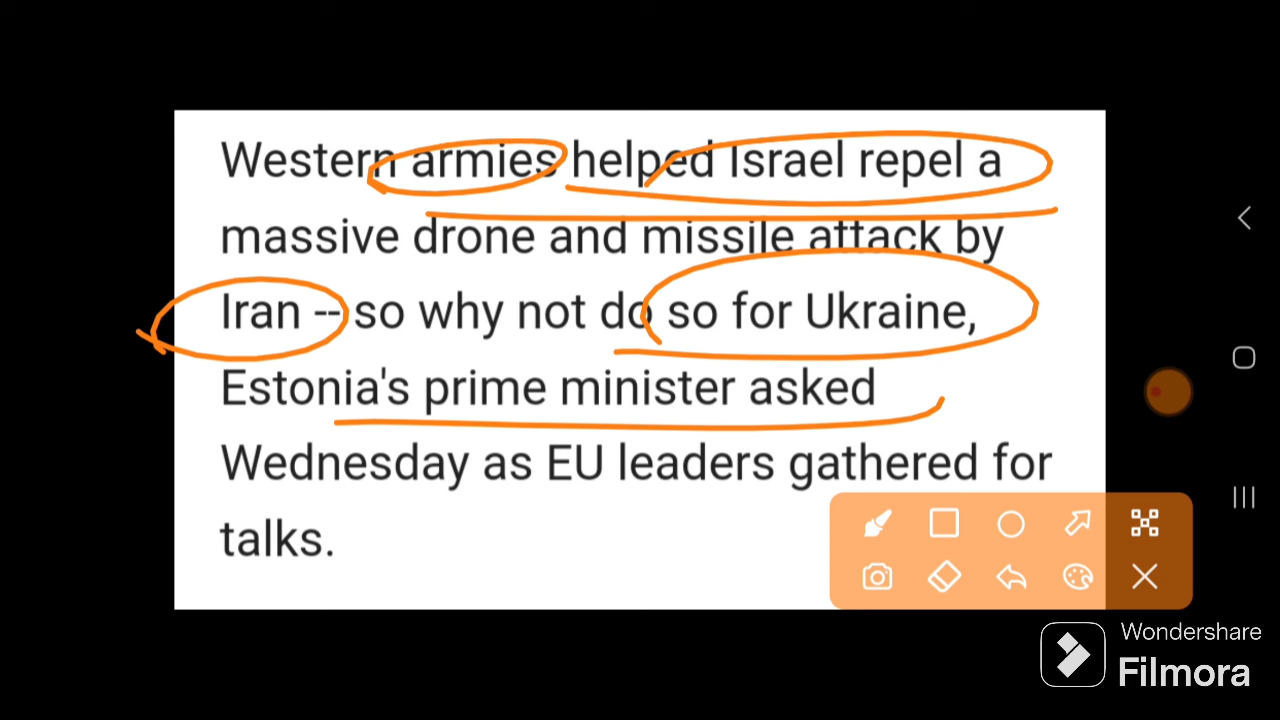 Western armies helped Israel repel a
massive drone and missile attack by
Iran -- so why not do so for Ukraine,
Estonia's prime minister asked
Wednesday as EU leaders gathered for
talks.
Wondershare
Filmora